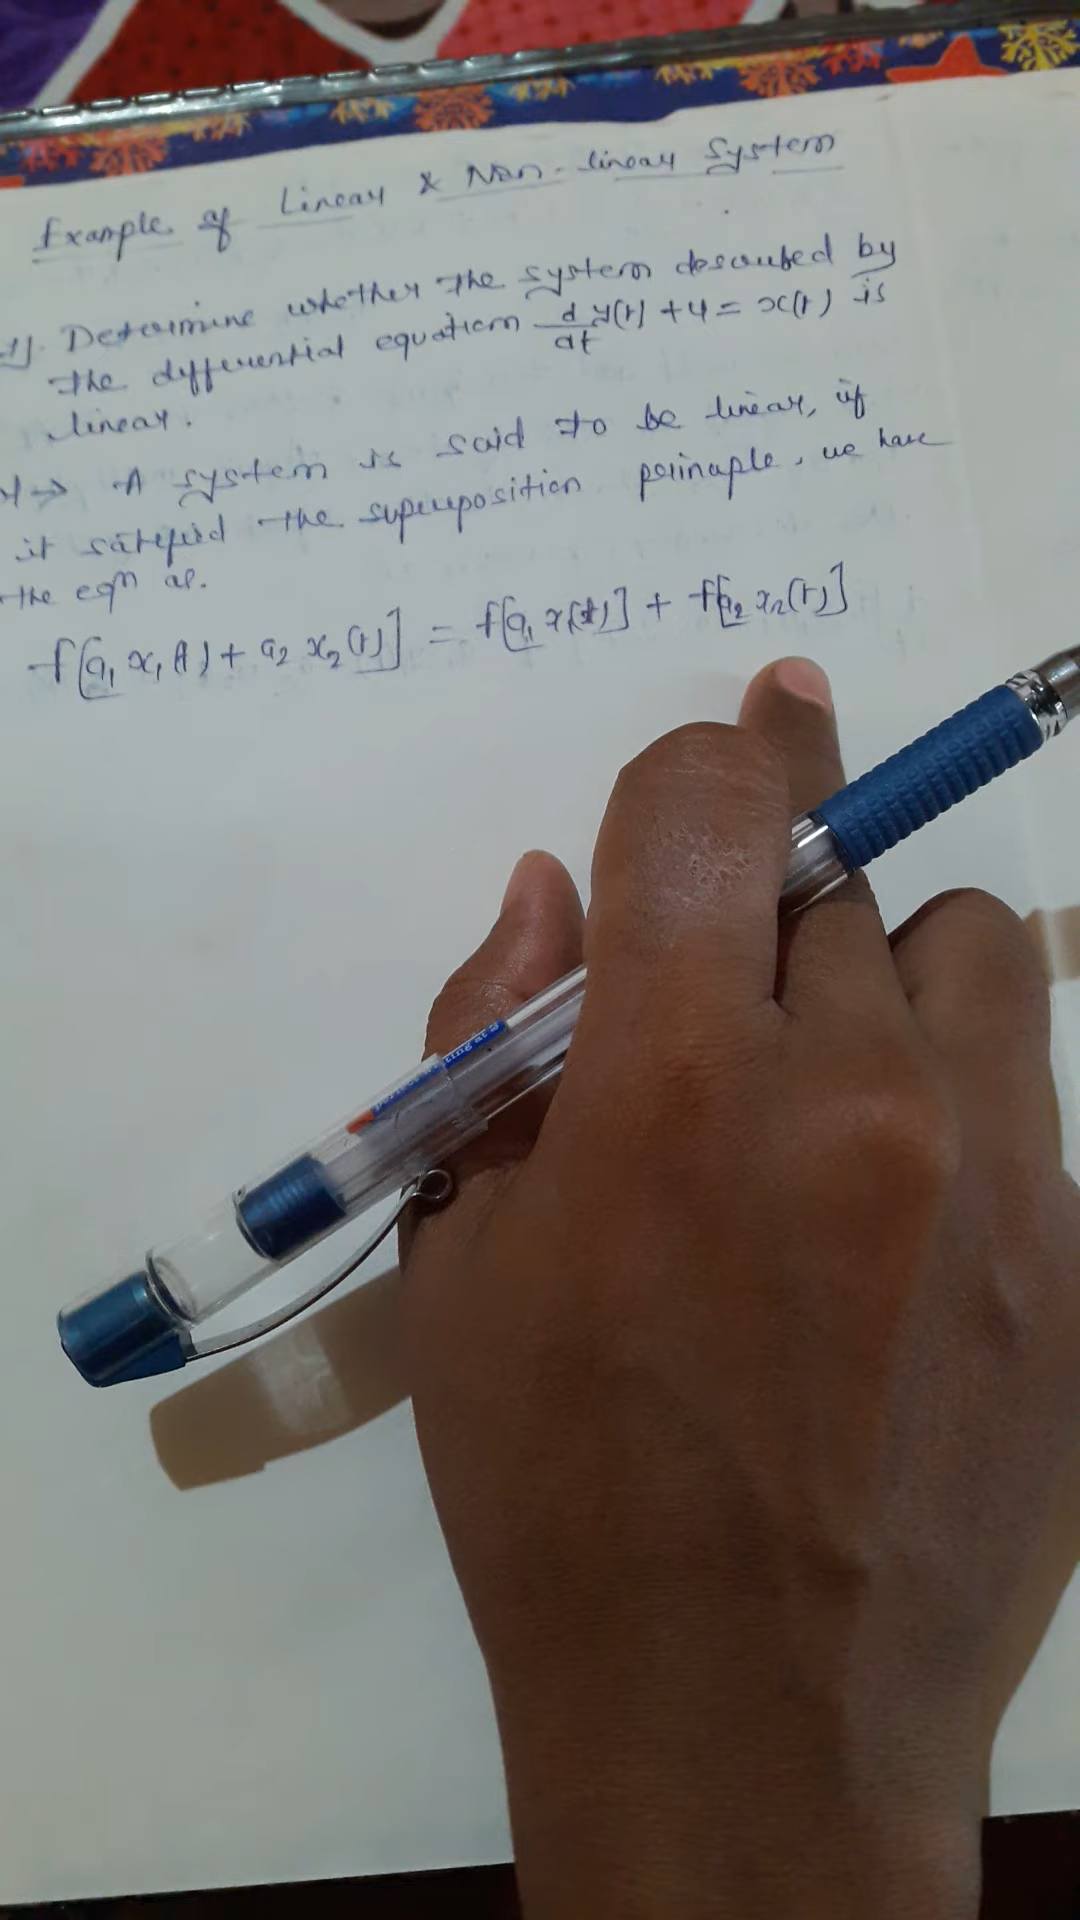 Example of Linear & Non-linear System
1). Determine whether the system described by
the differential equation d/dt y(t) + 4 = x(t) is
linear.
→ A system is said to be linear, if
it satisfied the superposition perinaple, we have
the eqn as.
f[a₁ x₁(t) + a₂ x₂(t)] = f[a₁ x₁(t)] + f[a₂ x₂(t)]